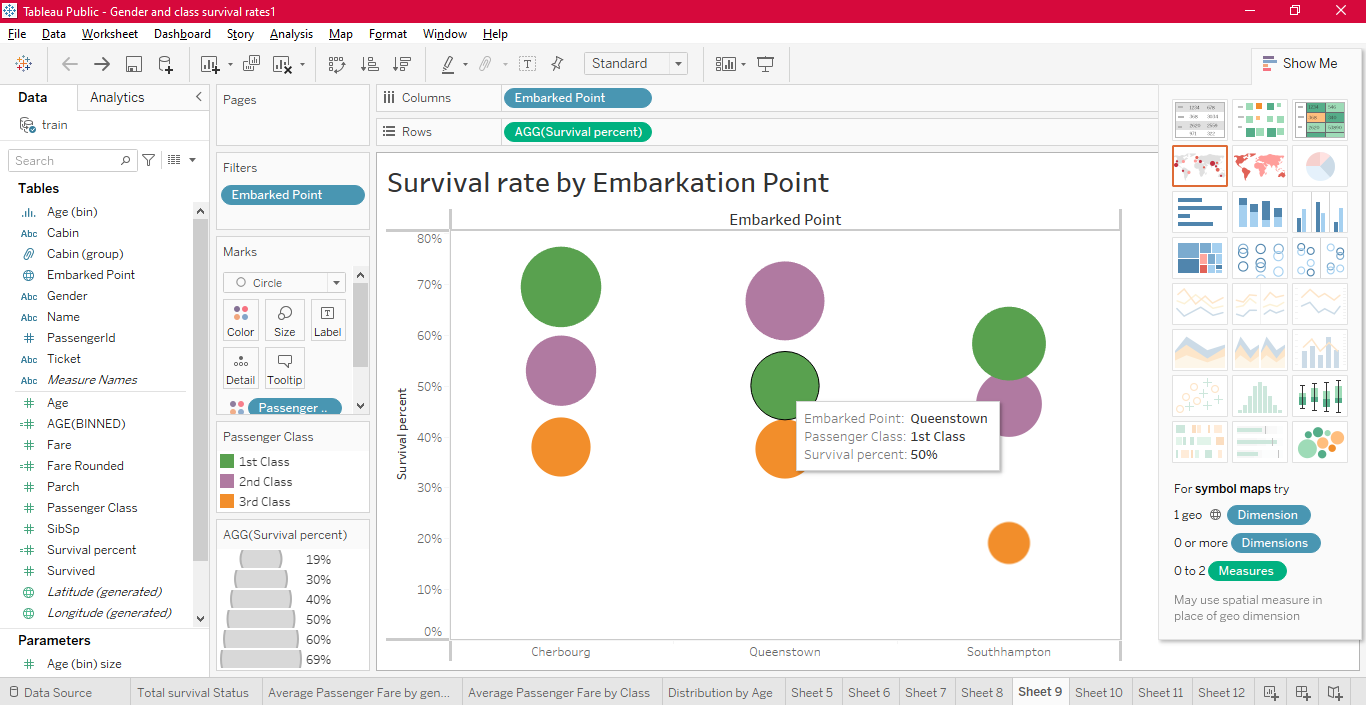 Tableau Public - Gender and class survival rates1
File Data Worksheet Dashboard Story Analysis Map Format Window Help
Standard
Show Me
Data Analytics
train
Search
Tables
Age (bin)
Abc Cabin
Cabin (group)
Embarked Point
Abc Gender
Abc Name
PassengerId
Abc Ticket
Abc Measure Names
Age
AGE(BINNED)
Fare
Fare Rounded
Parch
Passenger Class
SibSp
Survival percent
Survived
Latitude (generated)
Longitude (generated)
Parameters
Age (bin) size
Pages
Filters
Embarked Point
Marks
Circle
Color Size Label
Detail Tooltip
Passenger ..
Passenger Class
1st Class
2nd Class
3rd Class
AGG(Survival percent)
19%
30%
40%
50%
60%
69%
Columns Embarked Point
Rows AGG(Survival percent)
Survival rate by Embarkation Point
Embarked Point
80%
70%
60%
50%
40%
30%
20%
10%
0%
Survival percent
Embarked Point: Queenstown
Passenger Class: 1st Class
Survival percent: 50%
Cherbourg Queenstown Southhampton
For symbol maps try
1 geo Dimension
0 or more Dimensions
0 to 2 Measures
May use spatial measure in
place of geo dimension
Data Source Total survival Status Average Passenger Fare by gen... Average Passenger Fare by Class Distribution by Age Sheet 5 Sheet 6 Sheet 7 Sheet 8 Sheet 9 Sheet 10 Sheet 11 Sheet 12